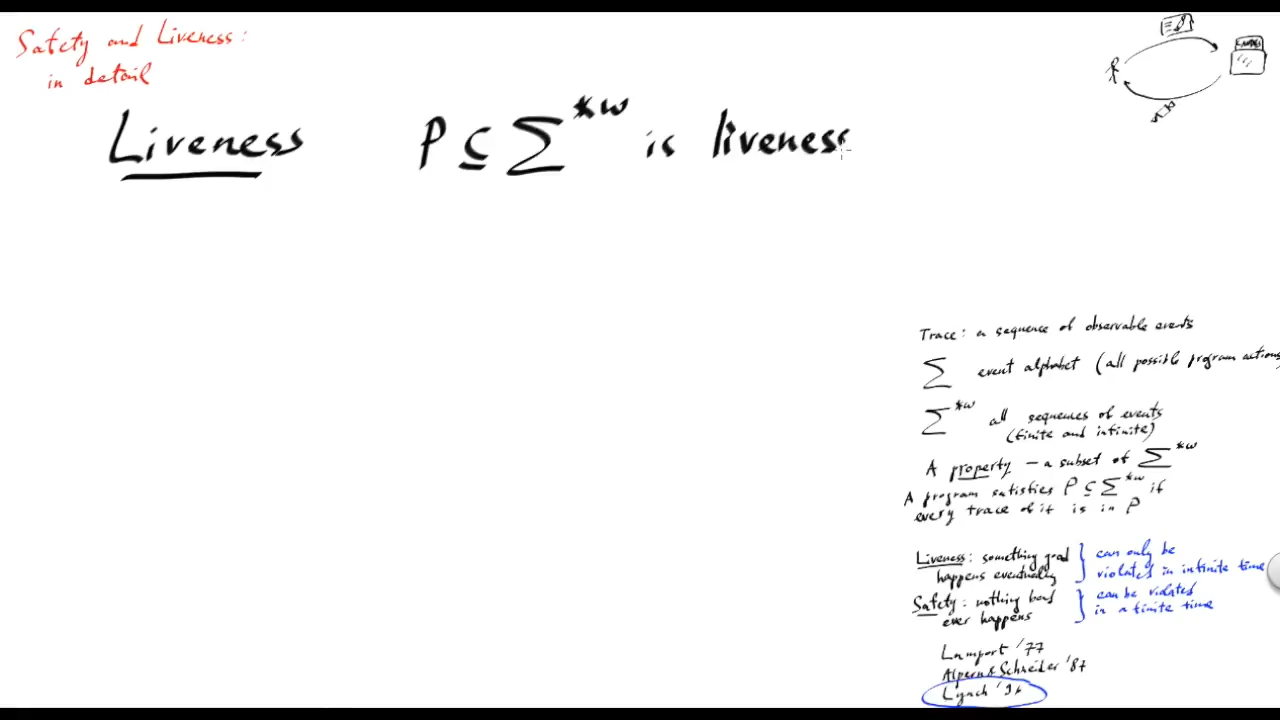 Safety and Liveness:
in detail
Liveness P ⊆ Σ^*ω is liveness
Trace: a sequence of observable events
Σ event alphabet (all possible program actions
Σ^*ω all sequences of events
(finite and infinite)
A property — a subset of Σ^*ω
A program satisfies P ⊆ Σ^*ω if
every trace of it is in P
Liveness: something good
happens eventually
can only be
violated in infinite time
Safety: nothing bad
ever happens
can be violated
in a finite time
Lamport '77
Alpern & Schneider '87
Lynch '96